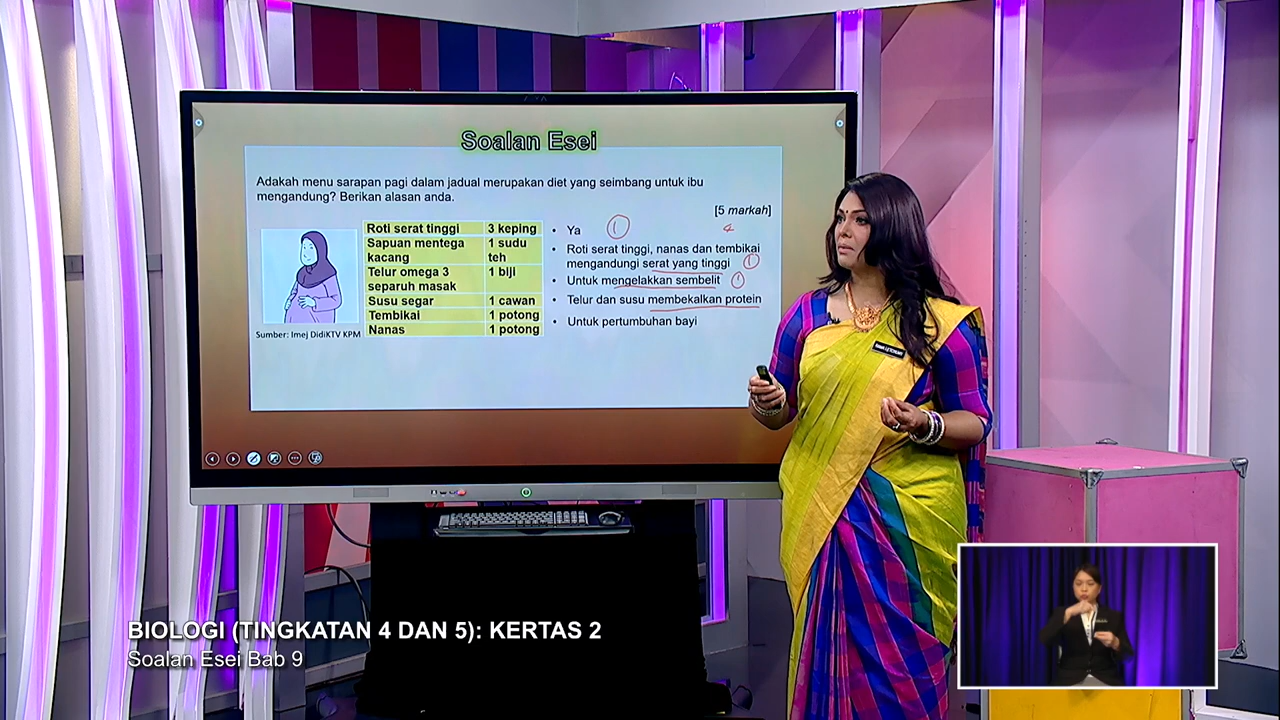 Soalan Esei
Adakah menu sarapan pagi dalam jadual merupakan diet yang seimbang untuk ibu
mengandung? Berikan alasan anda.
[5 markah]
4
Roti serat tinggi 3 keping
Sapuan mentega 1 sudu
kacang teh
Telur omega 3 1 biji
separuh masak
Susu segar 1 cawan
Tembikai 1 potong
Nanas 1 potong
Sumber: Imej DidiKTV KPM
• Ya 1
• Roti serat tinggi, nanas dan tembikai
mengandungi serat yang tinggi 1
• Untuk mengelakkan sembelit 1
• Telur dan susu membekalkan protein
• Untuk pertumbuhan bayi
BIOLOGI (TINGKATAN 4 DAN 5): KERTAS 2
Soalan Esei Bab 9